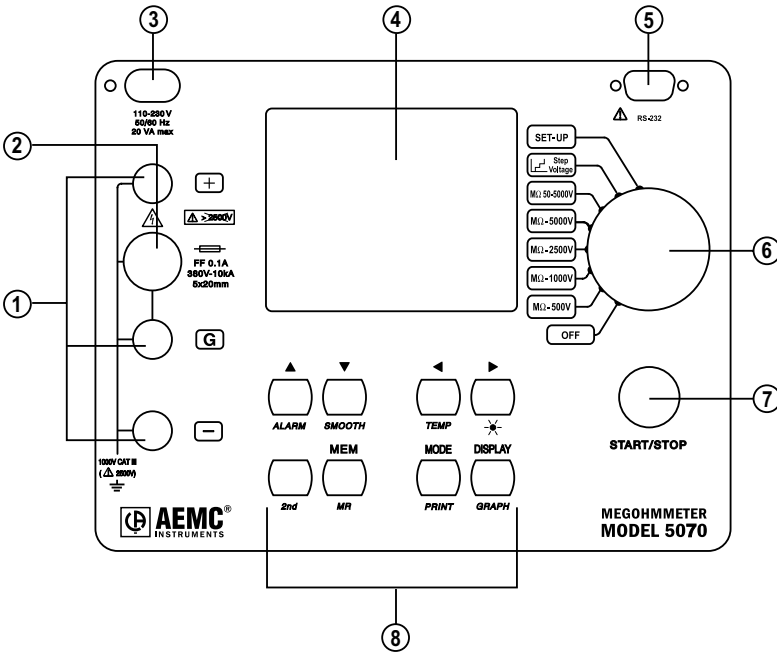 3
4
5
110-230 V
50/60 Hz
20 VA max
RS-232
2
+
⚠ >2500V
FF 0.1A
380V-10kA
5x20mm
1
G
−
1000V CAT III
(⚠ 2500V)
SET-UP
Step
Voltage
MΩ 50-5000V
MΩ - 5000V
MΩ - 2500V
MΩ - 1000V
MΩ - 500V
OFF
6
7
START/STOP
▲ ▼ ◄ ►
ALARM SMOOTH TEMP
MEM MODE DISPLAY
2nd MR PRINT GRAPH
AEMC®
INSTRUMENTS
MEGOHMMETER
MODEL 5070
8